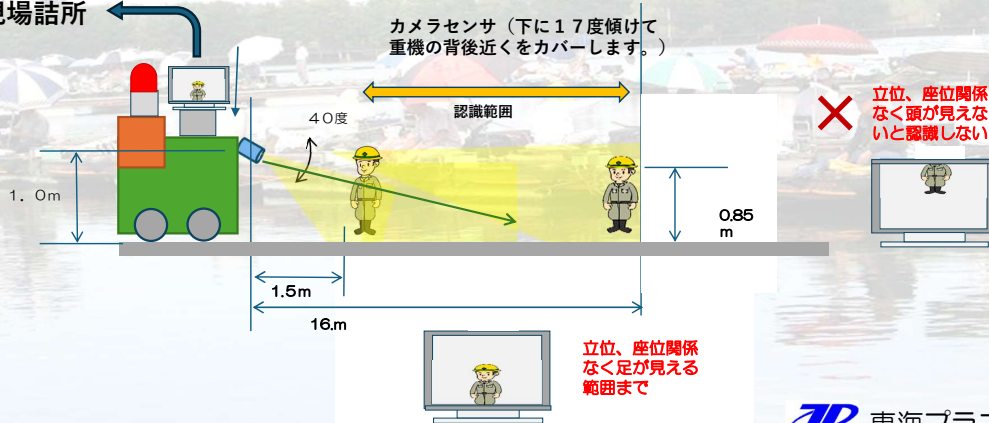 現場詰所
カメラセンサ（下に１７度傾けて
重機の背後近くをカバーします。）
認識範囲
４０度
立位、座位関係
なく頭が見えな
いと認識しない
1．0m
0.85
m
1.5m
16.m
立位、座位関係
なく足が見える
範囲まで
東海プラ